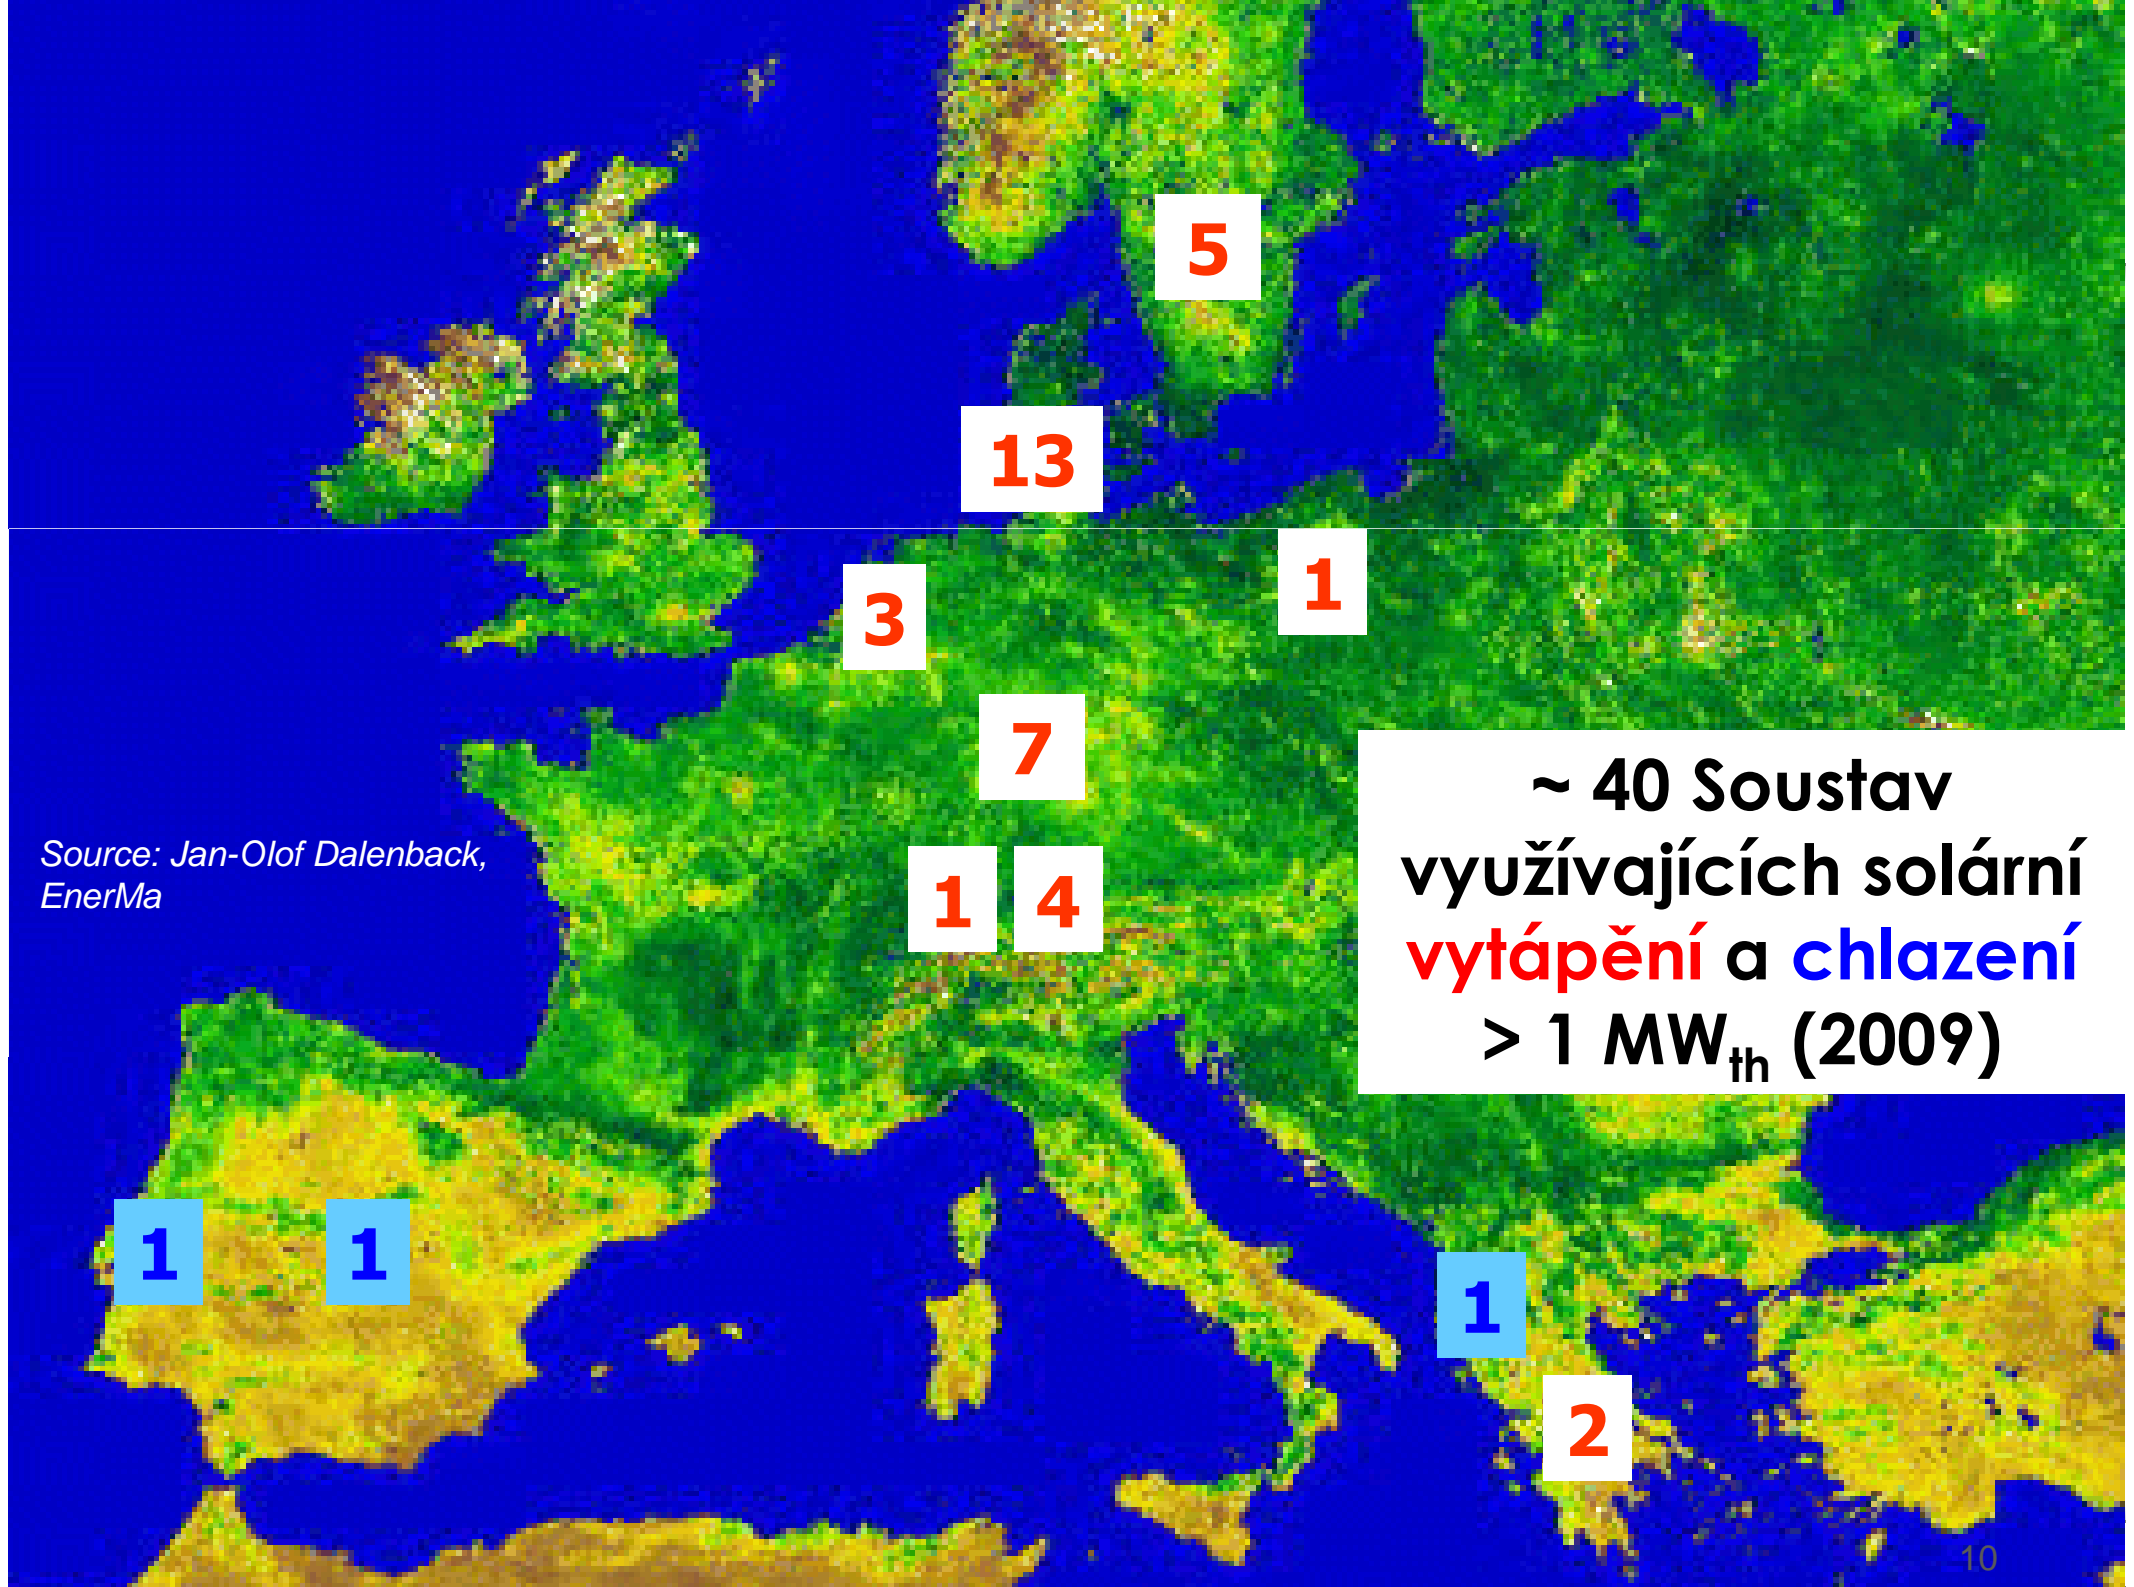 5
13
1
3
7
~ 40 Soustav
využívajících solární
vytápění a chlazení
> 1 MWth (2009)
Source: Jan-Olof Dalenback,
EnerMa
1 4
1 1
1
2
10